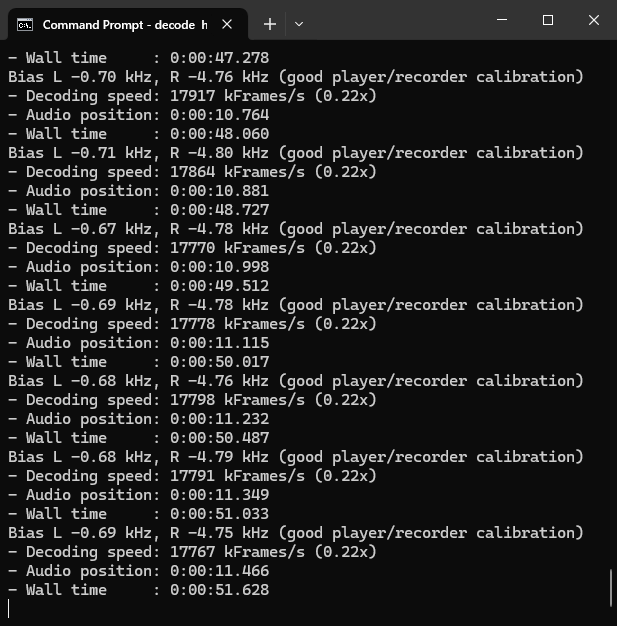 Command Prompt - decode h
- Wall time     : 0:00:47.278
Bias L -0.70 kHz, R -4.76 kHz (good player/recorder calibration)
- Decoding speed: 17917 kFrames/s (0.22x)
- Audio position: 0:00:10.764
- Wall time     : 0:00:48.060
Bias L -0.71 kHz, R -4.80 kHz (good player/recorder calibration)
- Decoding speed: 17864 kFrames/s (0.22x)
- Audio position: 0:00:10.881
- Wall time     : 0:00:48.727
Bias L -0.67 kHz, R -4.78 kHz (good player/recorder calibration)
- Decoding speed: 17770 kFrames/s (0.22x)
- Audio position: 0:00:10.998
- Wall time     : 0:00:49.512
Bias L -0.69 kHz, R -4.78 kHz (good player/recorder calibration)
- Decoding speed: 17778 kFrames/s (0.22x)
- Audio position: 0:00:11.115
- Wall time     : 0:00:50.017
Bias L -0.68 kHz, R -4.76 kHz (good player/recorder calibration)
- Decoding speed: 17798 kFrames/s (0.22x)
- Audio position: 0:00:11.232
- Wall time     : 0:00:50.487
Bias L -0.68 kHz, R -4.79 kHz (good player/recorder calibration)
- Decoding speed: 17791 kFrames/s (0.22x)
- Audio position: 0:00:11.349
- Wall time     : 0:00:51.033
Bias L -0.69 kHz, R -4.75 kHz (good player/recorder calibration)
- Decoding speed: 17767 kFrames/s (0.22x)
- Audio position: 0:00:11.466
- Wall time     : 0:00:51.628